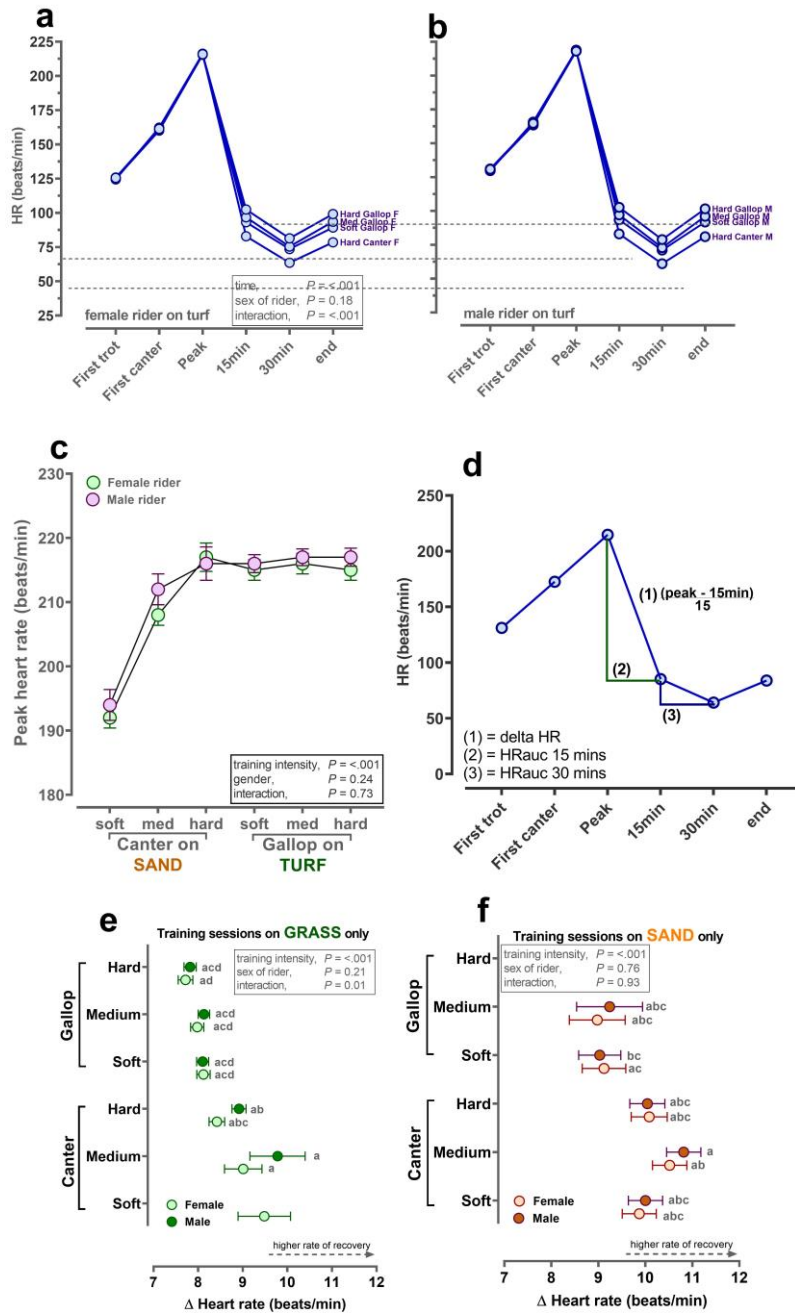 a
HR (beats/min)
225
200
175
150
125
100
75
50
25
Hard Gallop F
Med Gallop F
Soft Gallop F
Hard Canter F
time, P = <.001
sex of rider, P = 0.18
interaction, P = <.001
female rider on turf
First trot
First canter
Peak
15min
30min
end
b
Hard Gallop M
Med Gallop M
Soft Gallop M
Hard Canter M
male rider on turf
First trot
First canter
Peak
15min
30min
end
c
Female rider
Male rider
Peak heart rate (beats/min)
230
220
210
200
190
180
training intensity, P = <.001
gender, P = 0.24
interaction, P = 0.73
soft med hard soft med hard
Canter on Gallop on
SAND TURF
d
HR (beats/min)
250
200
150
100
50
0
(1) (peak - 15min)
15
(2)
(3)
(1) = delta HR
(2) = HRauc 15 mins
(3) = HRauc 30 mins
First trot
First canter
Peak
15min
30min
end
e
Training sessions on GRASS only
training intensity, P = <.001
sex of rider, P = 0.21
interaction, P = 0.01
Gallop
Hard
acd
ad
Medium
acd
acd
Soft
acd
acd
Canter
Hard
ab
abc
Medium
a
a
Soft
Female
Male
higher rate of recovery
7 8 9 10 11 12
Δ Heart rate (beats/min)
f
Training sessions on SAND only
training intensity, P = <.001
sex of rider, P = 0.76
interaction, P = 0.93
Gallop
Hard
Medium
abc
abc
Soft
bc
ac
Canter
Hard
abc
abc
Medium
a
ab
Soft
abc
abc
Female
Male
higher rate of recovery
7 8 9 10 11 12
Δ Heart rate (beats/min)